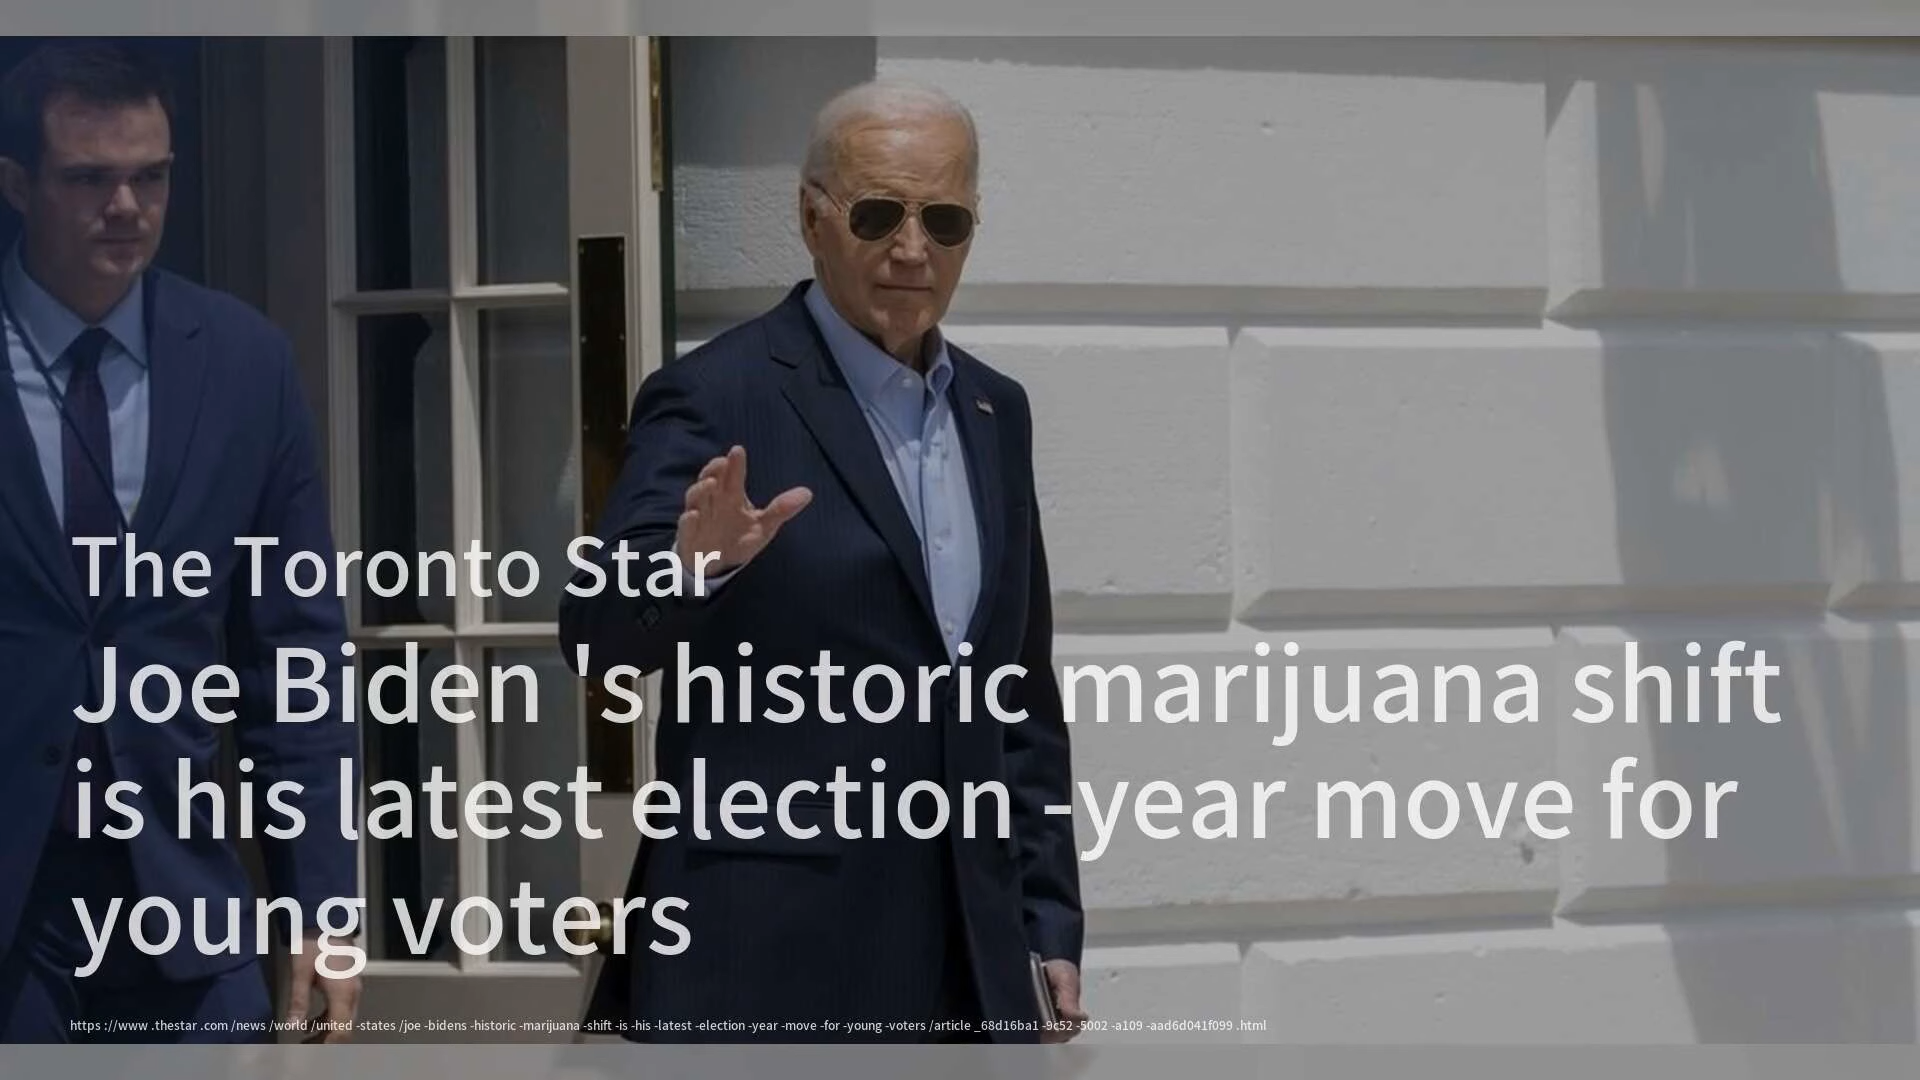 The Toronto Star
Joe Biden 's historic marijuana shift
is his latest election -year move for
young voters
https ://www .thestar .com /news /world /united -states /joe -bidens -historic -marijuana -shift -is -his -latest -election -year -move -for -young -voters /article _68d16ba1 -9c52 -5002 -a109 -aad6d041f099 .html